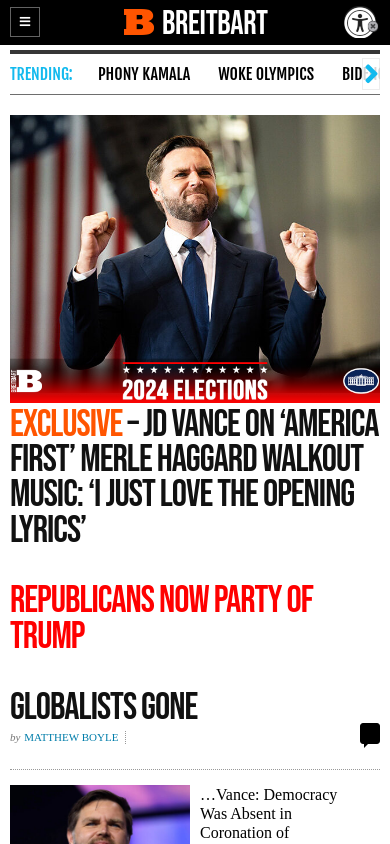 BREITBART
TRENDING:
PHONY KAMALA
WOKE OLYMPICS
BID
B
BREITBART
2024 ELECTIONS
EXCLUSIVE – JD VANCE ON ‘AMERICA
FIRST’ MERLE HAGGARD WALKOUT
MUSIC: ‘I JUST LOVE THE OPENING
LYRICS’
REPUBLICANS NOW PARTY OF
TRUMP
GLOBALISTS GONE
by MATTHEW BOYLE
…Vance: Democracy
Was Absent in
Coronation of